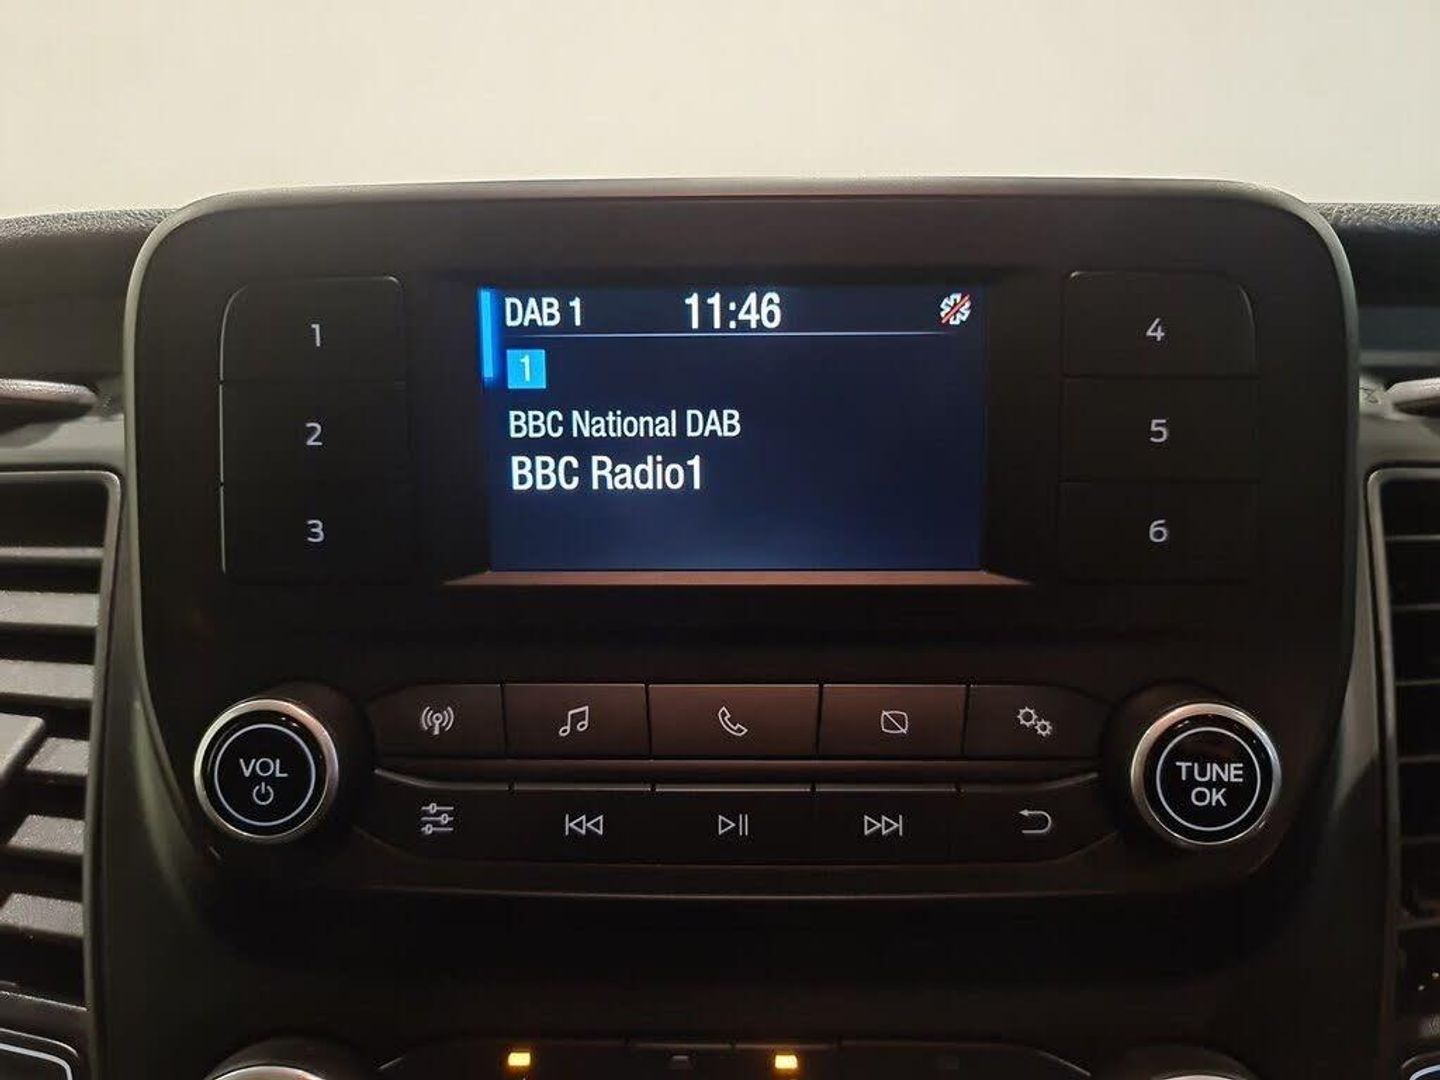 DAB 1 11:46
1
BBC National DAB
BBC Radio1
1
2
3
4
5
6
VOL
TUNE
OK